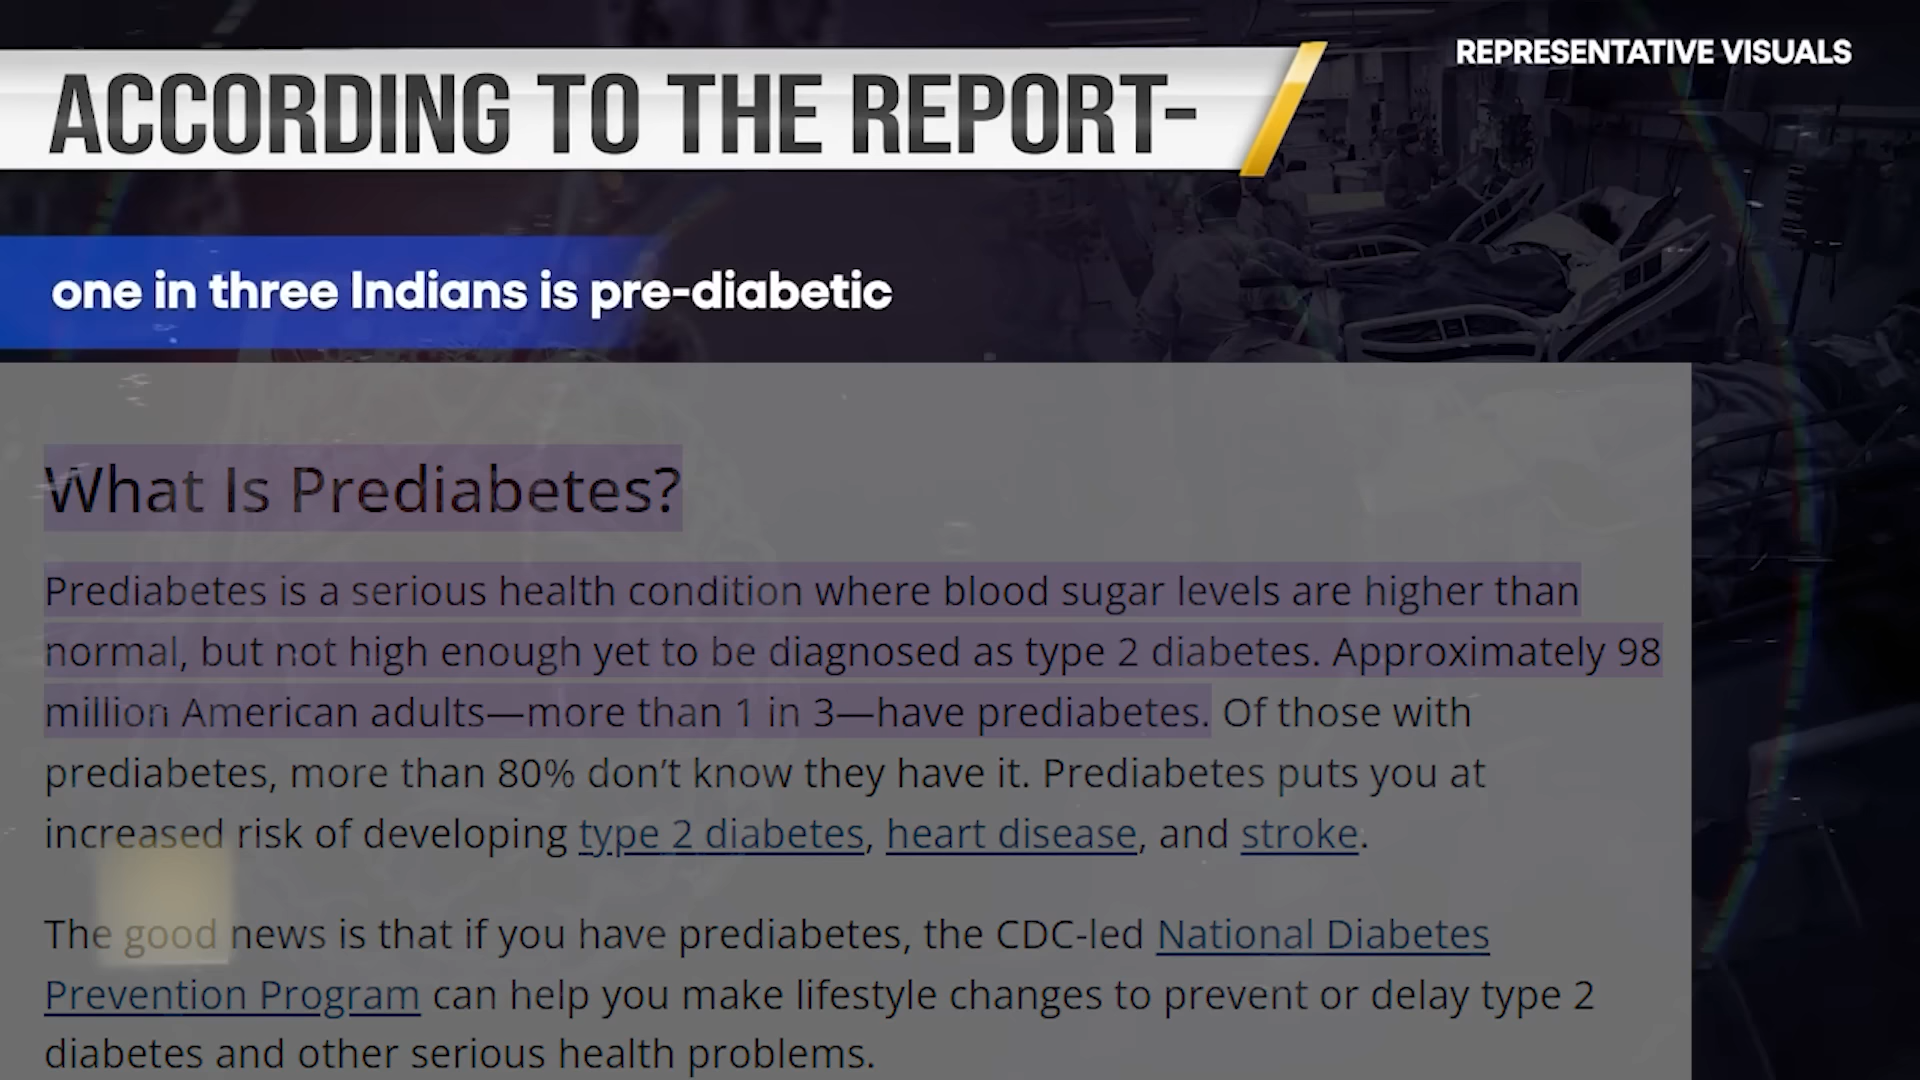 REPRESENTATIVE VISUALS
ACCORDING TO THE REPORT-
one in three Indians is pre-diabetic
What Is Prediabetes?
Prediabetes is a serious health condition where blood sugar levels are higher than
normal, but not high enough yet to be diagnosed as type 2 diabetes. Approximately 98
million American adults—more than 1 in 3—have prediabetes. Of those with
prediabetes, more than 80% don’t know they have it. Prediabetes puts you at
increased risk of developing type 2 diabetes, heart disease, and stroke.
The good news is that if you have prediabetes, the CDC-led National Diabetes
Prevention Program can help you make lifestyle changes to prevent or delay type 2
diabetes and other serious health problems.